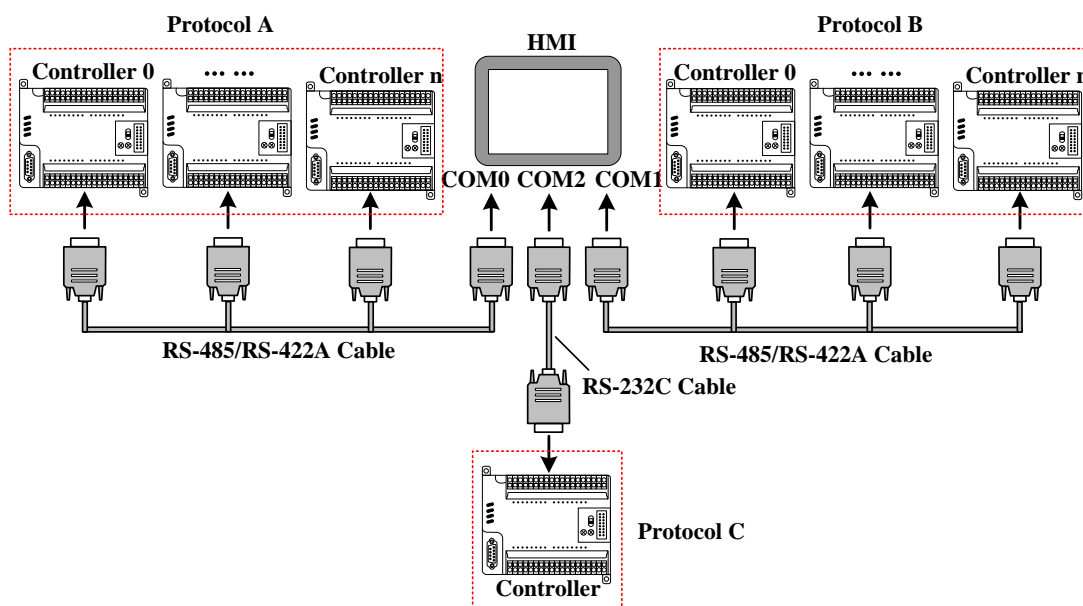 Protocol A
HMI
Protocol B
Controller 0
... ...
Controller n
Controller 0
... ...
Controller n
COM0 COM2 COM1
RS-485/RS-422A Cable
RS-485/RS-422A Cable
RS-232C Cable
Protocol C
Controller